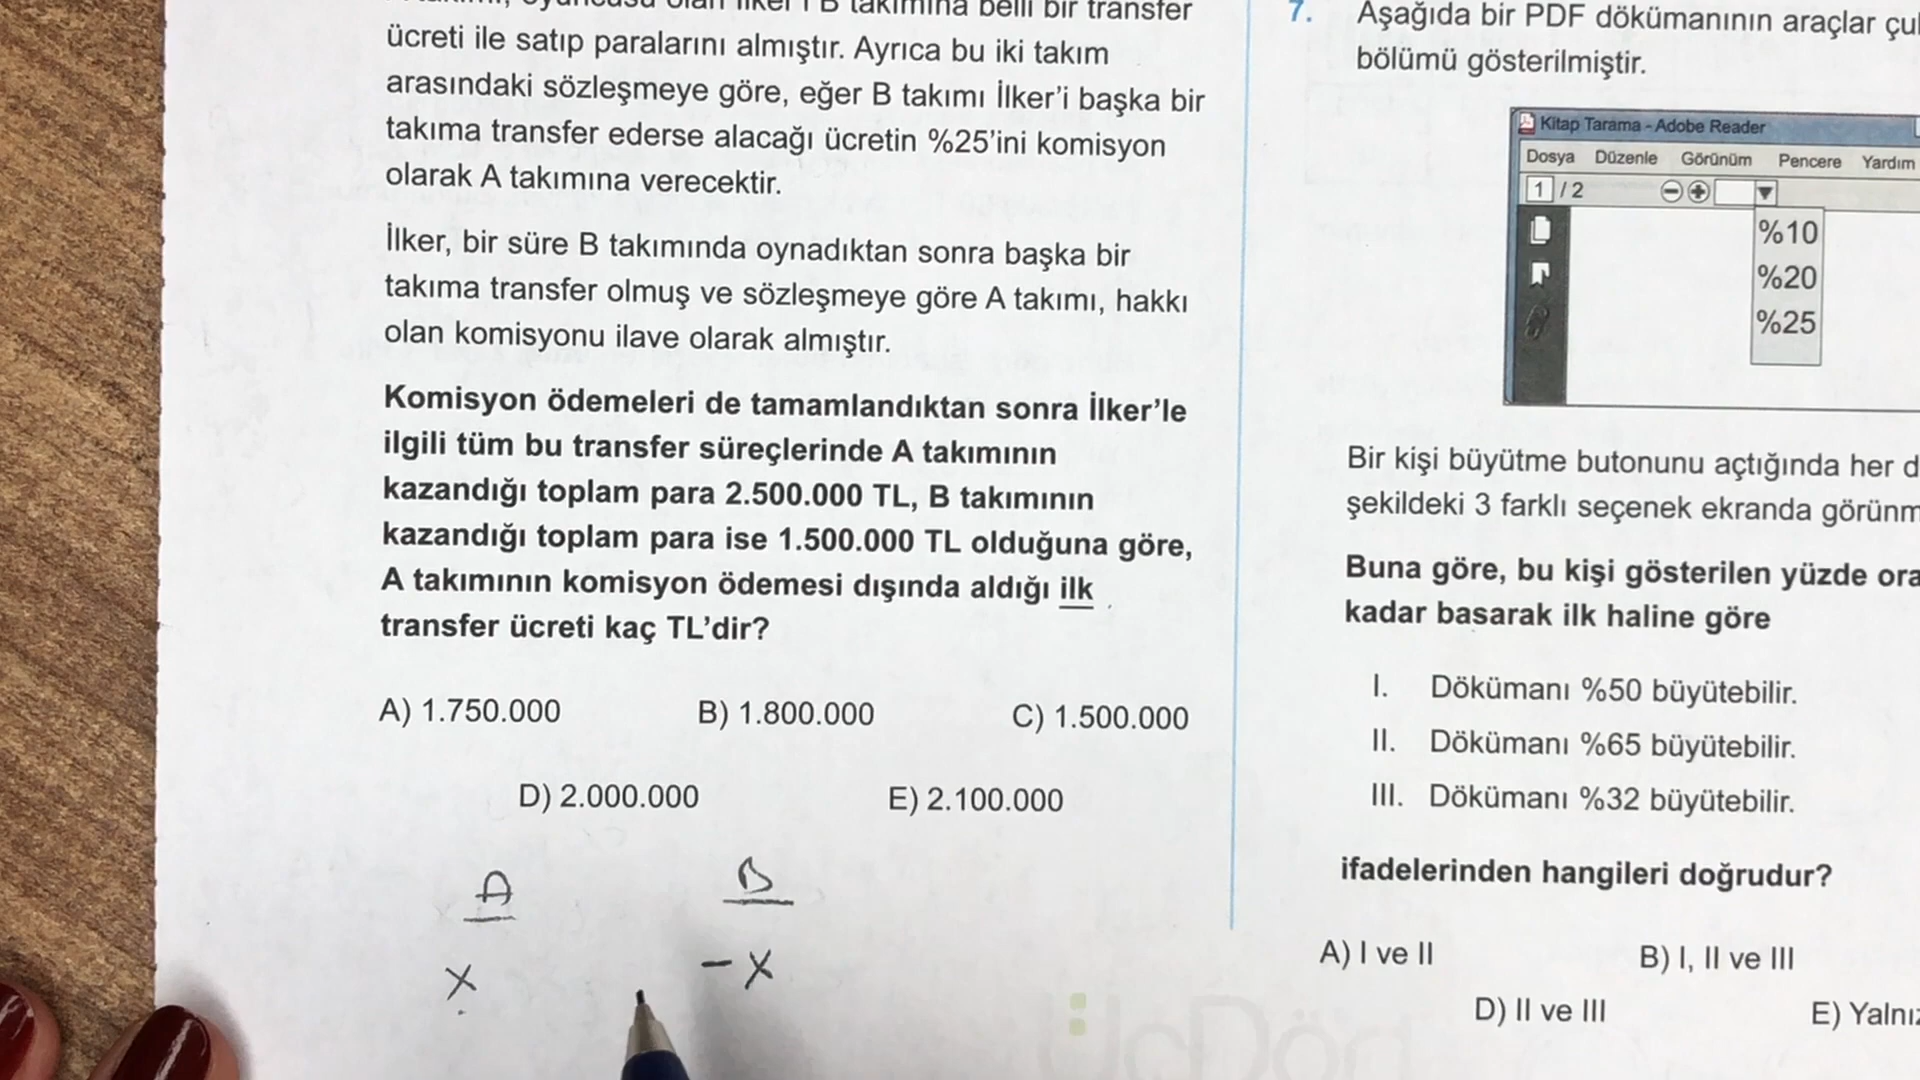 B takımına belli bir transfer
ücreti ile satıp paralarını almıştır. Ayrıca bu iki takım
arasındaki sözleşmeye göre, eğer B takımı İlker'i başka bir
takıma transfer ederse alacağı ücretin %25'ini komisyon
olarak A takımına verecektir.
İlker, bir süre B takımında oynadıktan sonra başka bir
takıma transfer olmuş ve sözleşmeye göre A takımı, hakkı
olan komisyonu ilave olarak almıştır.
Komisyon ödemeleri de tamamlandıktan sonra İlker'le
ilgili tüm bu transfer süreçlerinde A takımının
kazandığı toplam para 2.500.000 TL, B takımının
kazandığı toplam para ise 1.500.000 TL olduğuna göre,
A takımının komisyon ödemesi dışında aldığı ilk
transfer ücreti kaç TL'dir?
A) 1.750.000 B) 1.800.000 C) 1.500.000
D) 2.000.000 E) 2.100.000
A B
x -x
7. Aşağıda bir PDF dökümanının araçlar
bölümü gösterilmiştir.
Kitap Tarama - Adobe Reader
Dosya Düzenle Görünüm Pencere Yardım
1 / 2
%10
%20
%25
Bir kişi büyütme butonunu açtığında her
şekildeki 3 farklı seçenek ekranda
Buna göre, bu kişi gösterilen yüzde
kadar basarak ilk haline göre
I. Dökümanı %50 büyütebilir.
II. Dökümanı %65 büyütebilir.
III. Dökümanı %32 büyütebilir.
ifadelerinden hangileri doğrudur?
A) I ve II B) I, II ve III
D) II ve III E)
ÜçDört